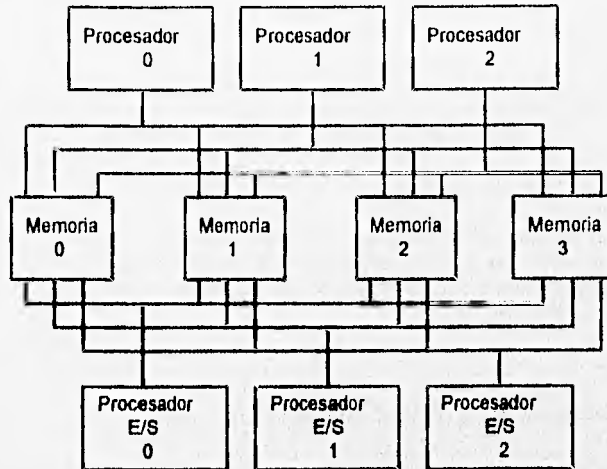 Procesador
0
Procesador
1
Procesador
2
Memoria
0
Memoria
1
Memoria
2
Memoria
3
Procesador
E/S
0
Procesador
E/S
1
Procesador
E/S
2